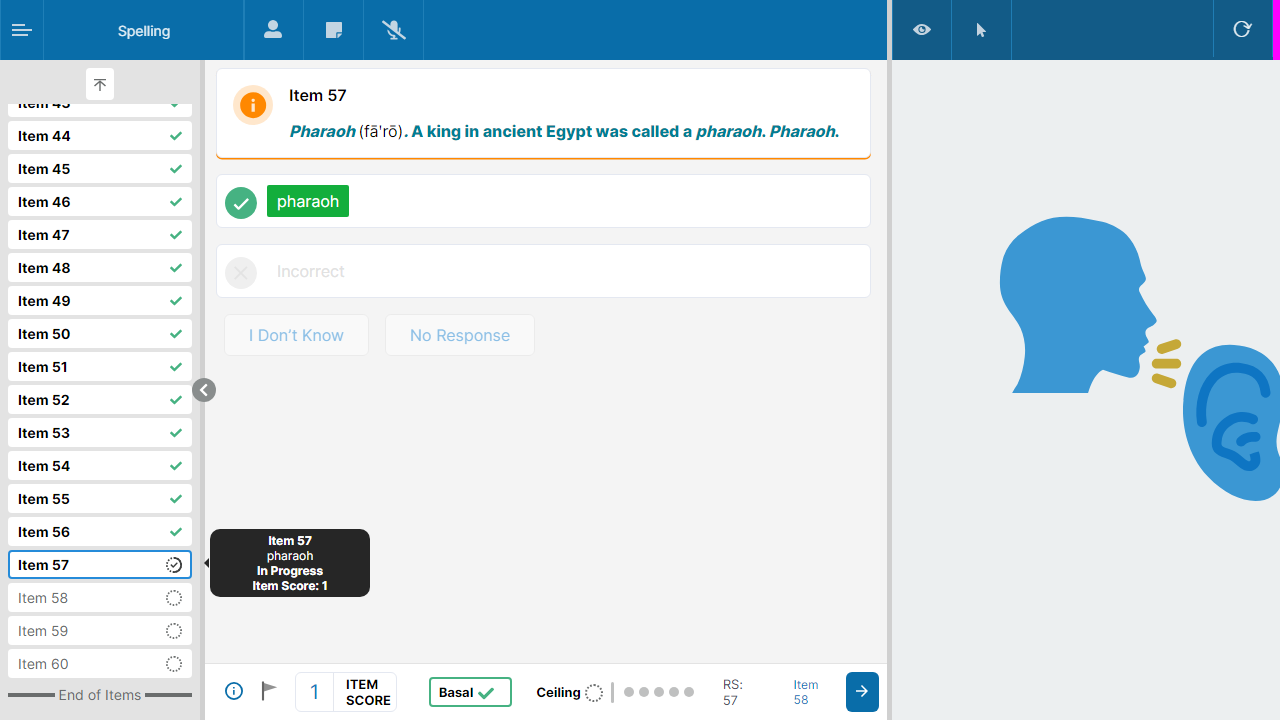 Spelling
Item 44
Item 45
Item 46
Item 47
Item 48
Item 49
Item 50
Item 51
Item 52
Item 53
Item 54
Item 55
Item 56
Item 57
Item 58
Item 59
Item 60
End of Items
Item 57
Pharaoh (fā'rō). A king in ancient Egypt was called a pharaoh. Pharaoh.
pharaoh
Incorrect
I Don't Know
No Response
Item 57
pharaoh
In Progress
Item Score: 1
1
ITEM
SCORE
Basal
Ceiling
RS:
57
Item
58